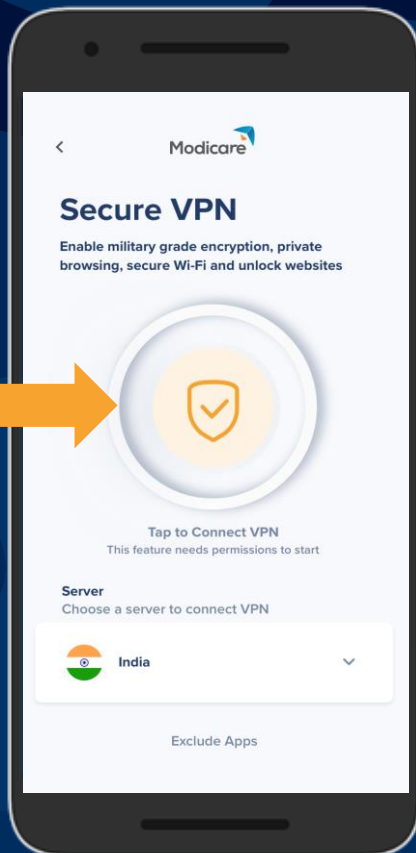 Modicare
Secure VPN
Enable military grade encryption, private
browsing, secure Wi-Fi and unlock websites
Tap to Connect VPN
This feature needs permissions to start
Server
Choose a server to connect VPN
India
Exclude Apps